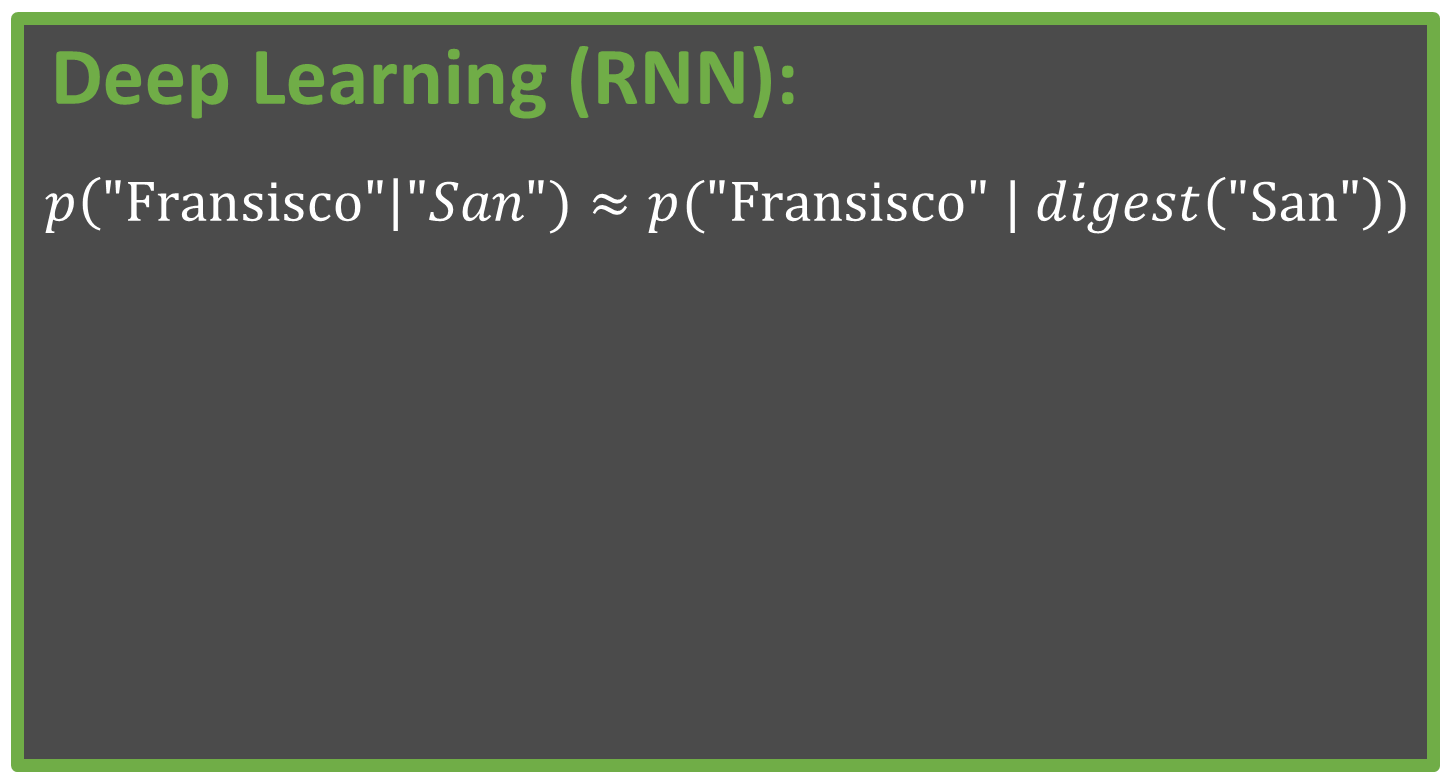 Deep Learning (RNN):
p("Fransisco"|"San") ≈ p("Fransisco" | digest("San"))